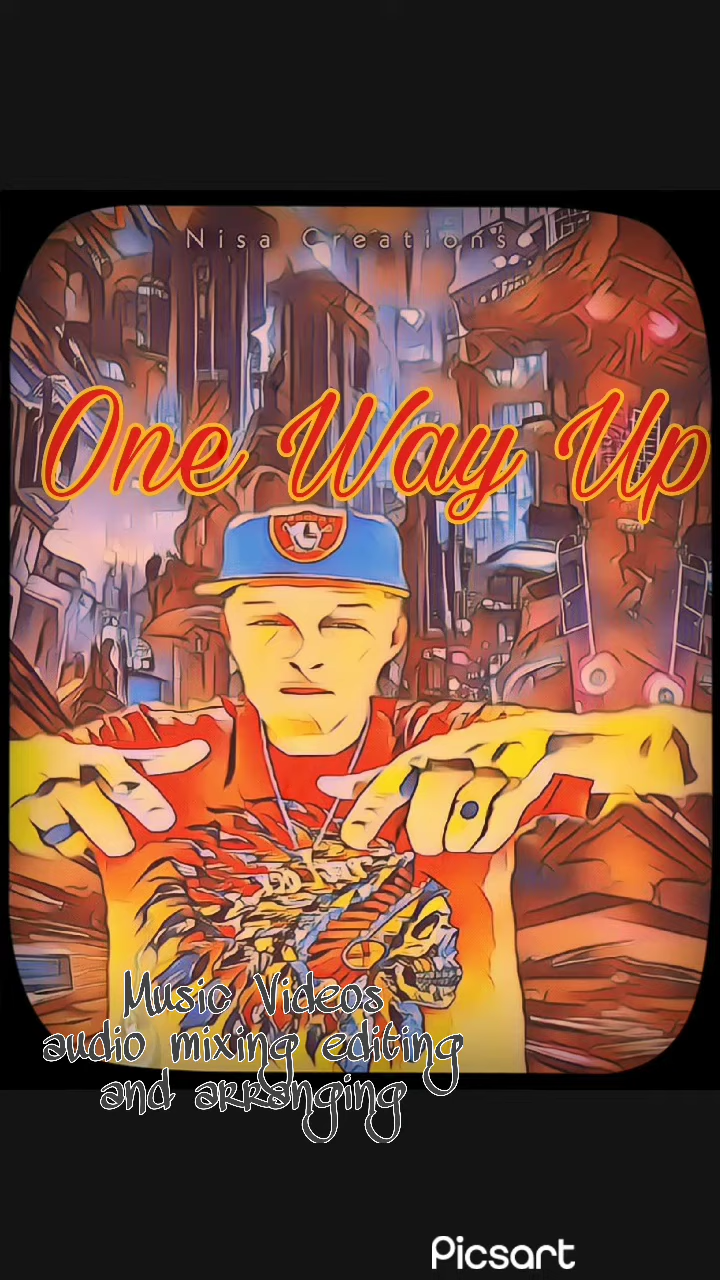 Nisa Creations
One Way Up
Music Videos
audio mixing editing
and arranging
Picsart